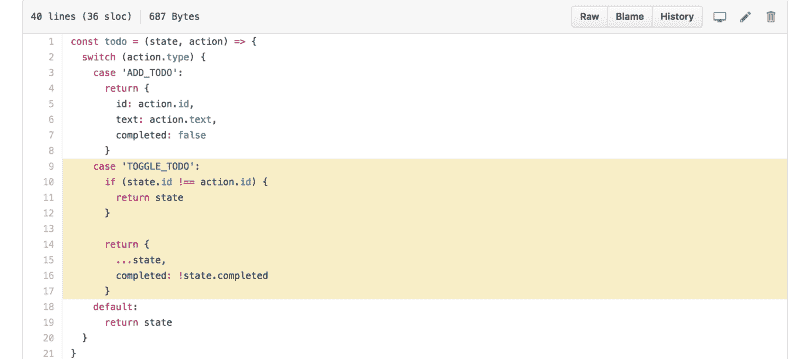 40 lines (36 sloc) 687 Bytes Raw Blame History
1 const todo = (state, action) => {
2 switch (action.type) {
3 case 'ADD_TODO':
4 return {
5 id: action.id,
6 text: action.text,
7 completed: false
8 }
9 case 'TOGGLE_TODO':
10 if (state.id !== action.id) {
11 return state
12 }
13
14 return {
15 ...state,
16 completed: !state.completed
17 }
18 default:
19 return state
20 }
21 }